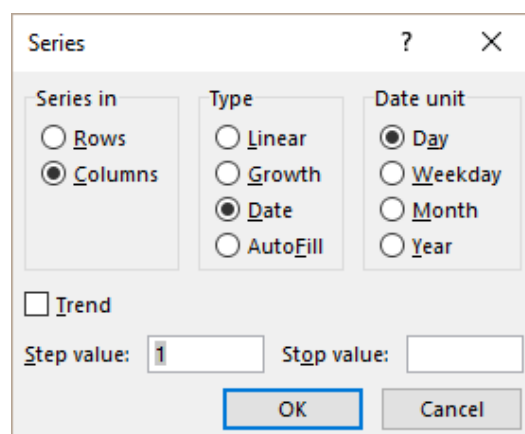 Series ?
Series in Type Date unit
Rows Linear Day
Columns Growth Weekday
Date Month
AutoFill Year
Trend
Step value: 1 Stop value:
OK Cancel